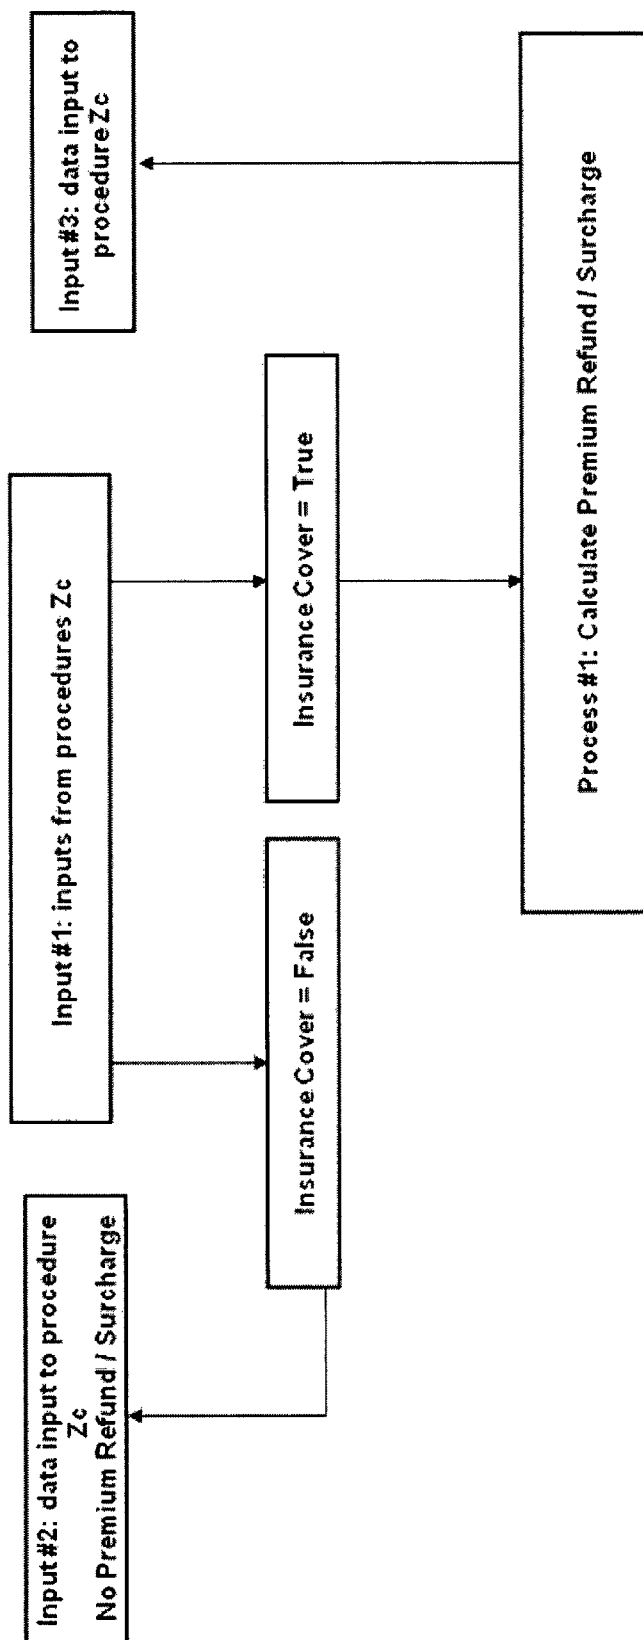 Input #2: data input to procedure
Zc
No Premium Refund / Surcharge
Input #1: inputs from procedures Zc
Input #3: data input to
procedure Zc
Insurance Cover = False
Insurance Cover = True
Process #1: Calculate Premium Refund / Surcharge